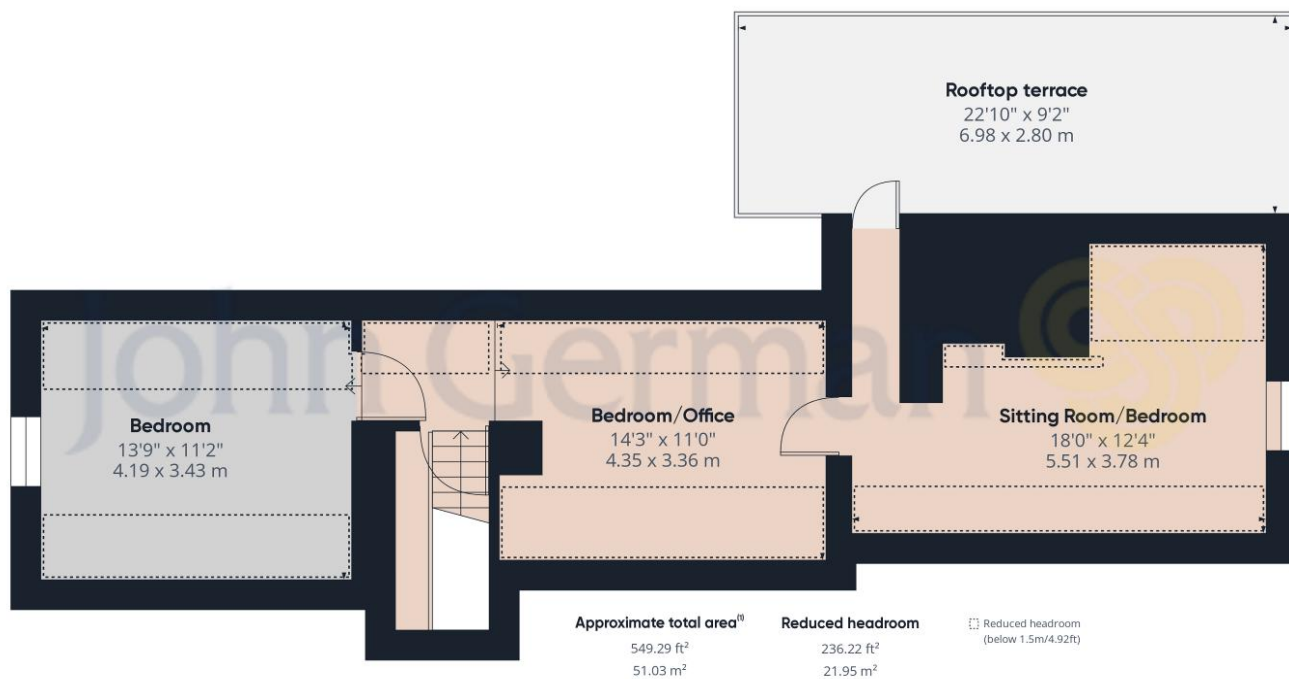 Rooftop terrace
22'10" x 9'2"
6.98 x 2.80 m
John German
Bedroom
13'9" x 11'2"
4.19 x 3.43 m
Bedroom/Office
14'3" x 11'0"
4.35 x 3.36 m
Sitting Room/Bedroom
18'0" x 12'4"
5.51 x 3.78 m
Approximate total area⁽¹⁾
549.29 ft²
51.03 m²
Reduced headroom
236.22 ft²
21.95 m²
Reduced headroom
(below 1.5m/4.92ft)